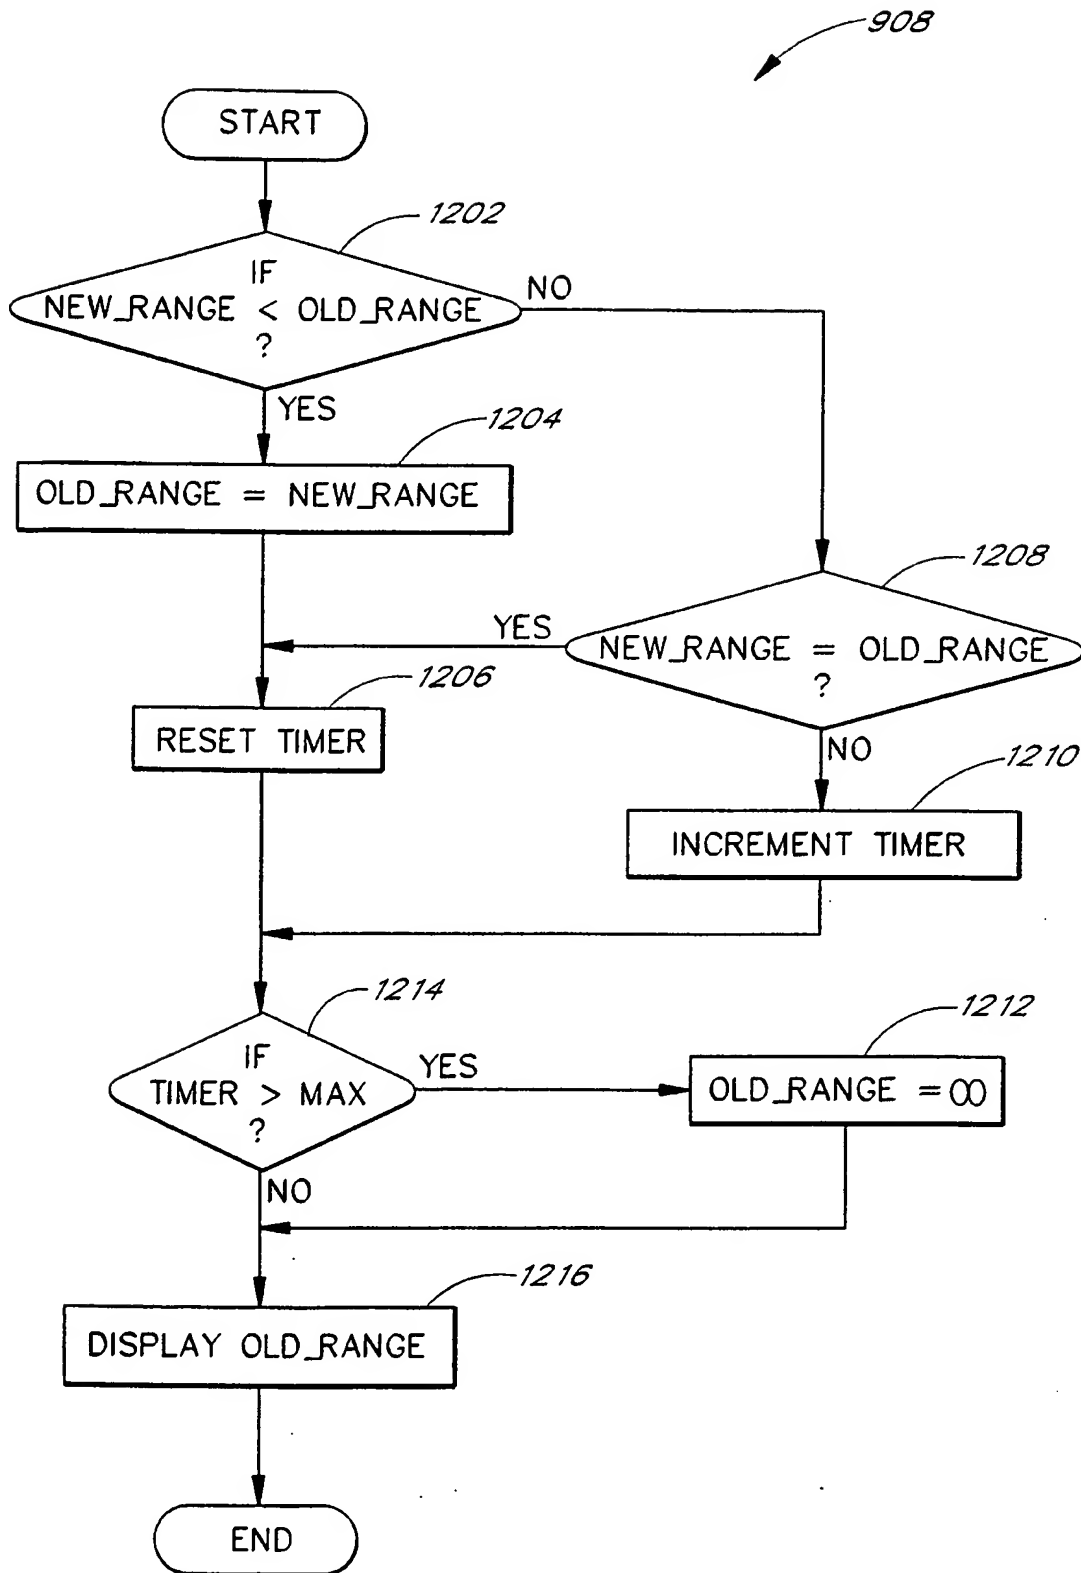 908
START
1202
IF
NEW_RANGE < OLD_RANGE
?
NO
YES
1204
OLD_RANGE = NEW_RANGE
1208
YES
NEW_RANGE = OLD_RANGE
?
1206
RESET TIMER
NO
1210
INCREMENT TIMER
1214
IF
TIMER > MAX
?
YES
1212
OLD_RANGE = ∞
NO
1216
DISPLAY OLD_RANGE
END